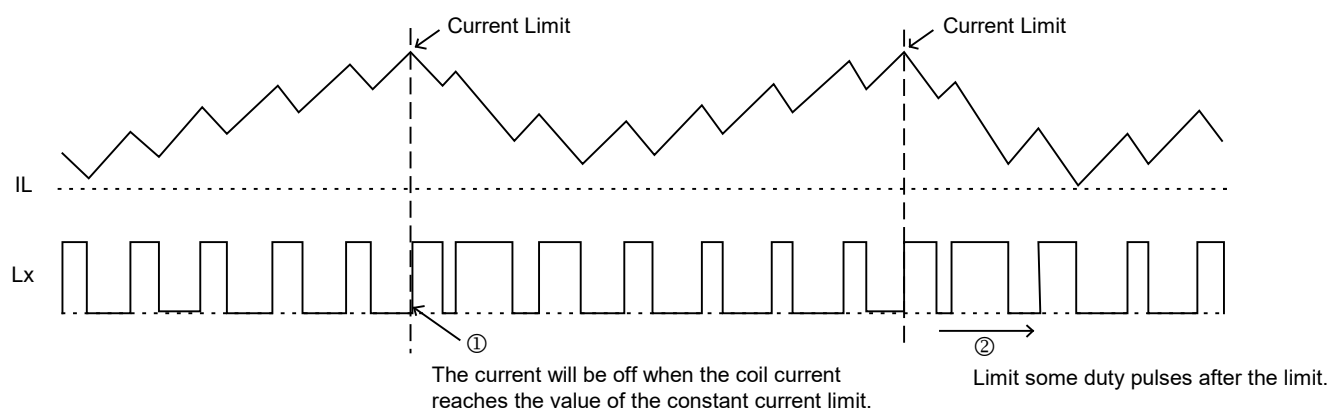 Current Limit
Current Limit
IL
Lx
①
②
The current will be off when the coil current
reaches the value of the constant current limit.
Limit some duty pulses after the limit.